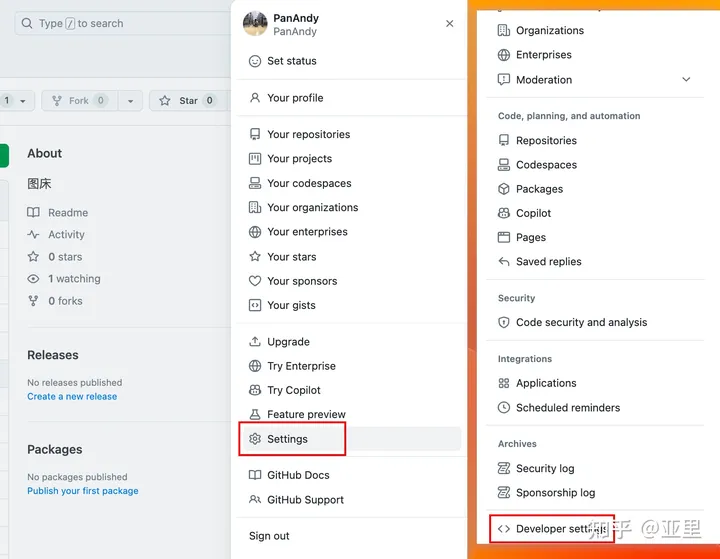 Type / to search
1
Fork 0
Star 0
About
图床
Readme
Activity
0 stars
1 watching
0 forks
Releases
No releases published
Create a new release
Packages
No packages published
Publish your first package
PanAndy
PanAndy
Set status
Your profile
Your repositories
Your projects
Your codespaces
Your organizations
Your enterprises
Your stars
Your sponsors
Your gists
Upgrade
Try Enterprise
Try Copilot
Feature preview
Settings
GitHub Docs
GitHub Support
Sign out
Organizations
Enterprises
Moderation
Code, planning, and automation
Repositories
Codespaces
Packages
Copilot
Pages
Saved replies
Security
Code security and analysis
Integrations
Applications
Scheduled reminders
Archives
Security log
Sponsorship log
Developer settings
知乎 @亚里